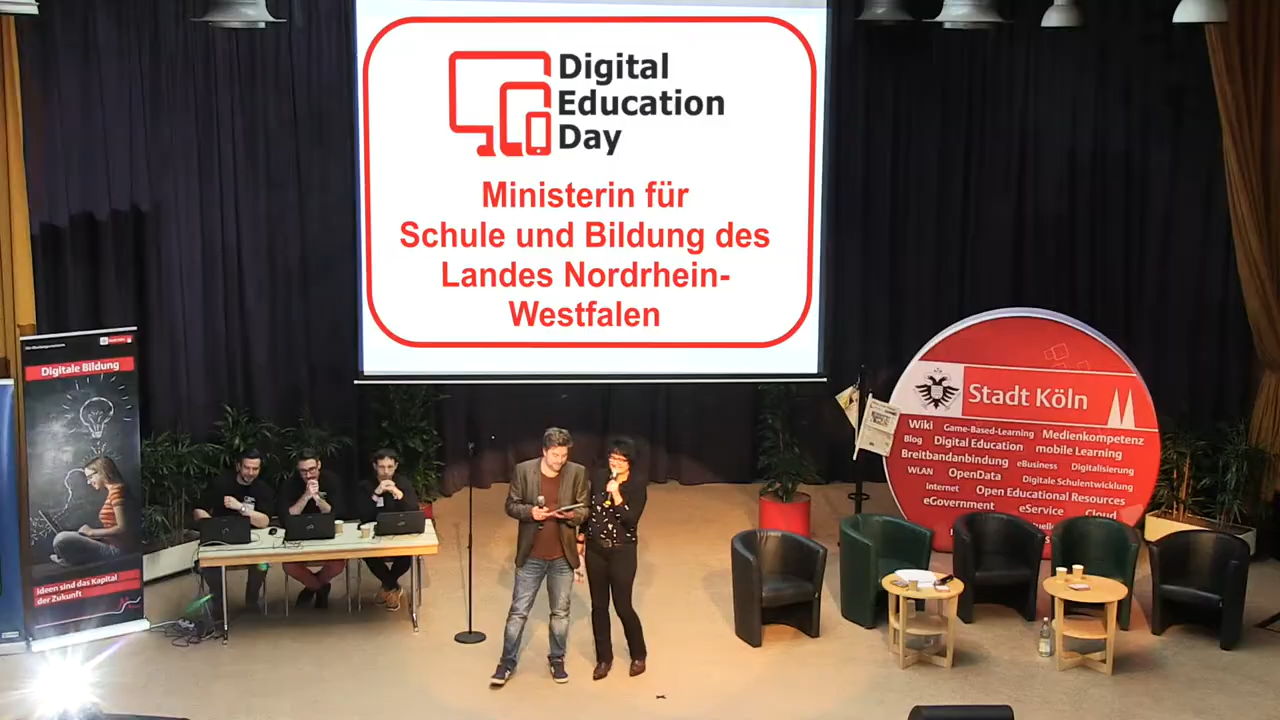 Digital
Education
Day
Ministerin für
Schule und Bildung des
Landes Nordrhein-
Westfalen
Digitale Bildung
Ideen sind das Kapital
der Zukunft
Stadt Köln
Wiki Game-Based-Learning Medienkompetenz
Blog Digital Education mobile Learning
Breitbandanbindung eBusiness Digitalisierung
WLAN OpenData Digitale Schulentwicklung
Internet Open Educational Resources
eGovernment eService Cloud